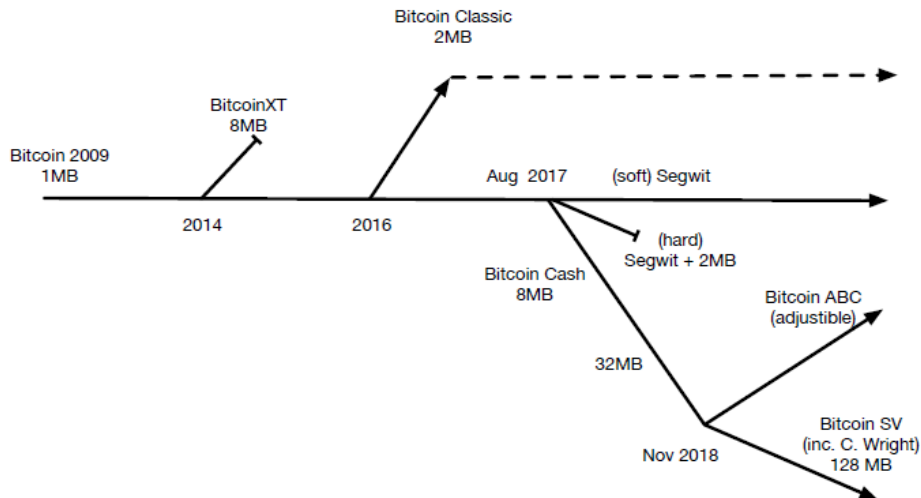 Bitcoin Classic
2MB
BitcoinXT
8MB
Bitcoin 2009
1MB
Aug 2017
(soft) Segwit
2014
2016
(hard)
Segwit + 2MB
Bitcoin Cash
8MB
Bitcoin ABC
(adjustible)
32MB
Bitcoin SV
(inc. C. Wright)
128 MB
Nov 2018